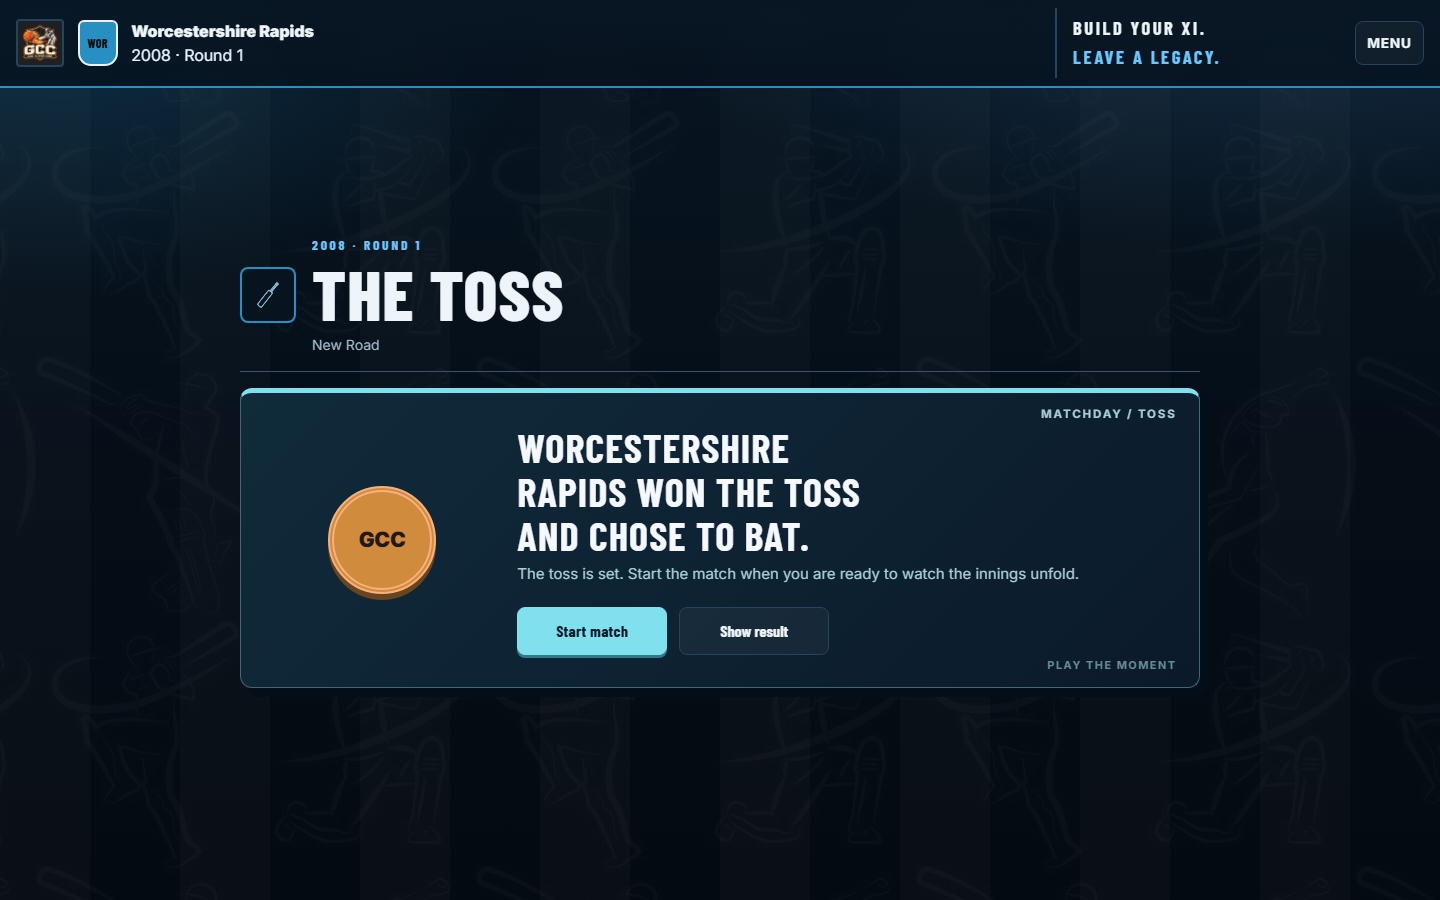 GCC
WOR
Worcestershire Rapids
2008 · Round 1
BUILD YOUR XI.
LEAVE A LEGACY.
MENU
2008 · ROUND 1
THE TOSS
New Road
MATCHDAY / TOSS
GCC
WORCESTERSHIRE
RAPIDS WON THE TOSS
AND CHOSE TO BAT.
The toss is set. Start the match when you are ready to watch the innings unfold.
Start match
Show result
PLAY THE MOMENT